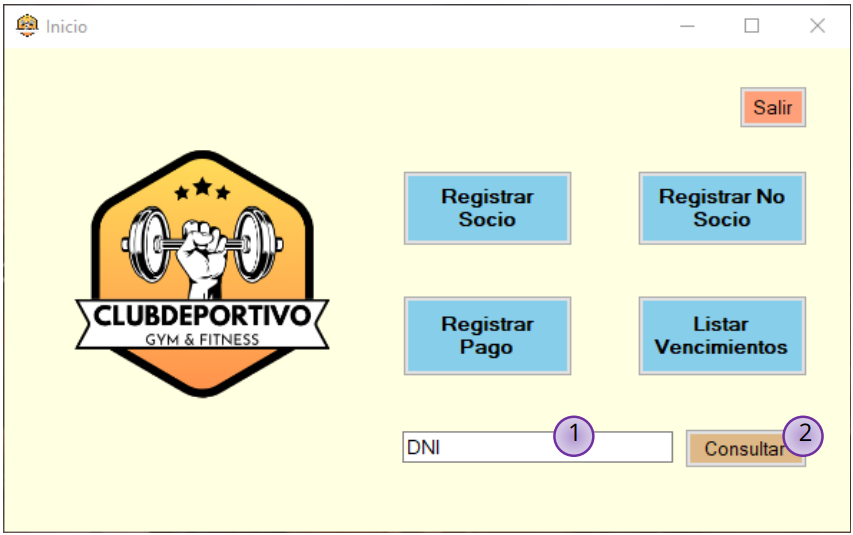 Inicio
Salir
Registrar
Socio
Registrar No
Socio
CLUBDEPORTIVO
GYM & FITNESS
Registrar
Pago
Listar
Vencimientos
DNI
1
Consultar
2